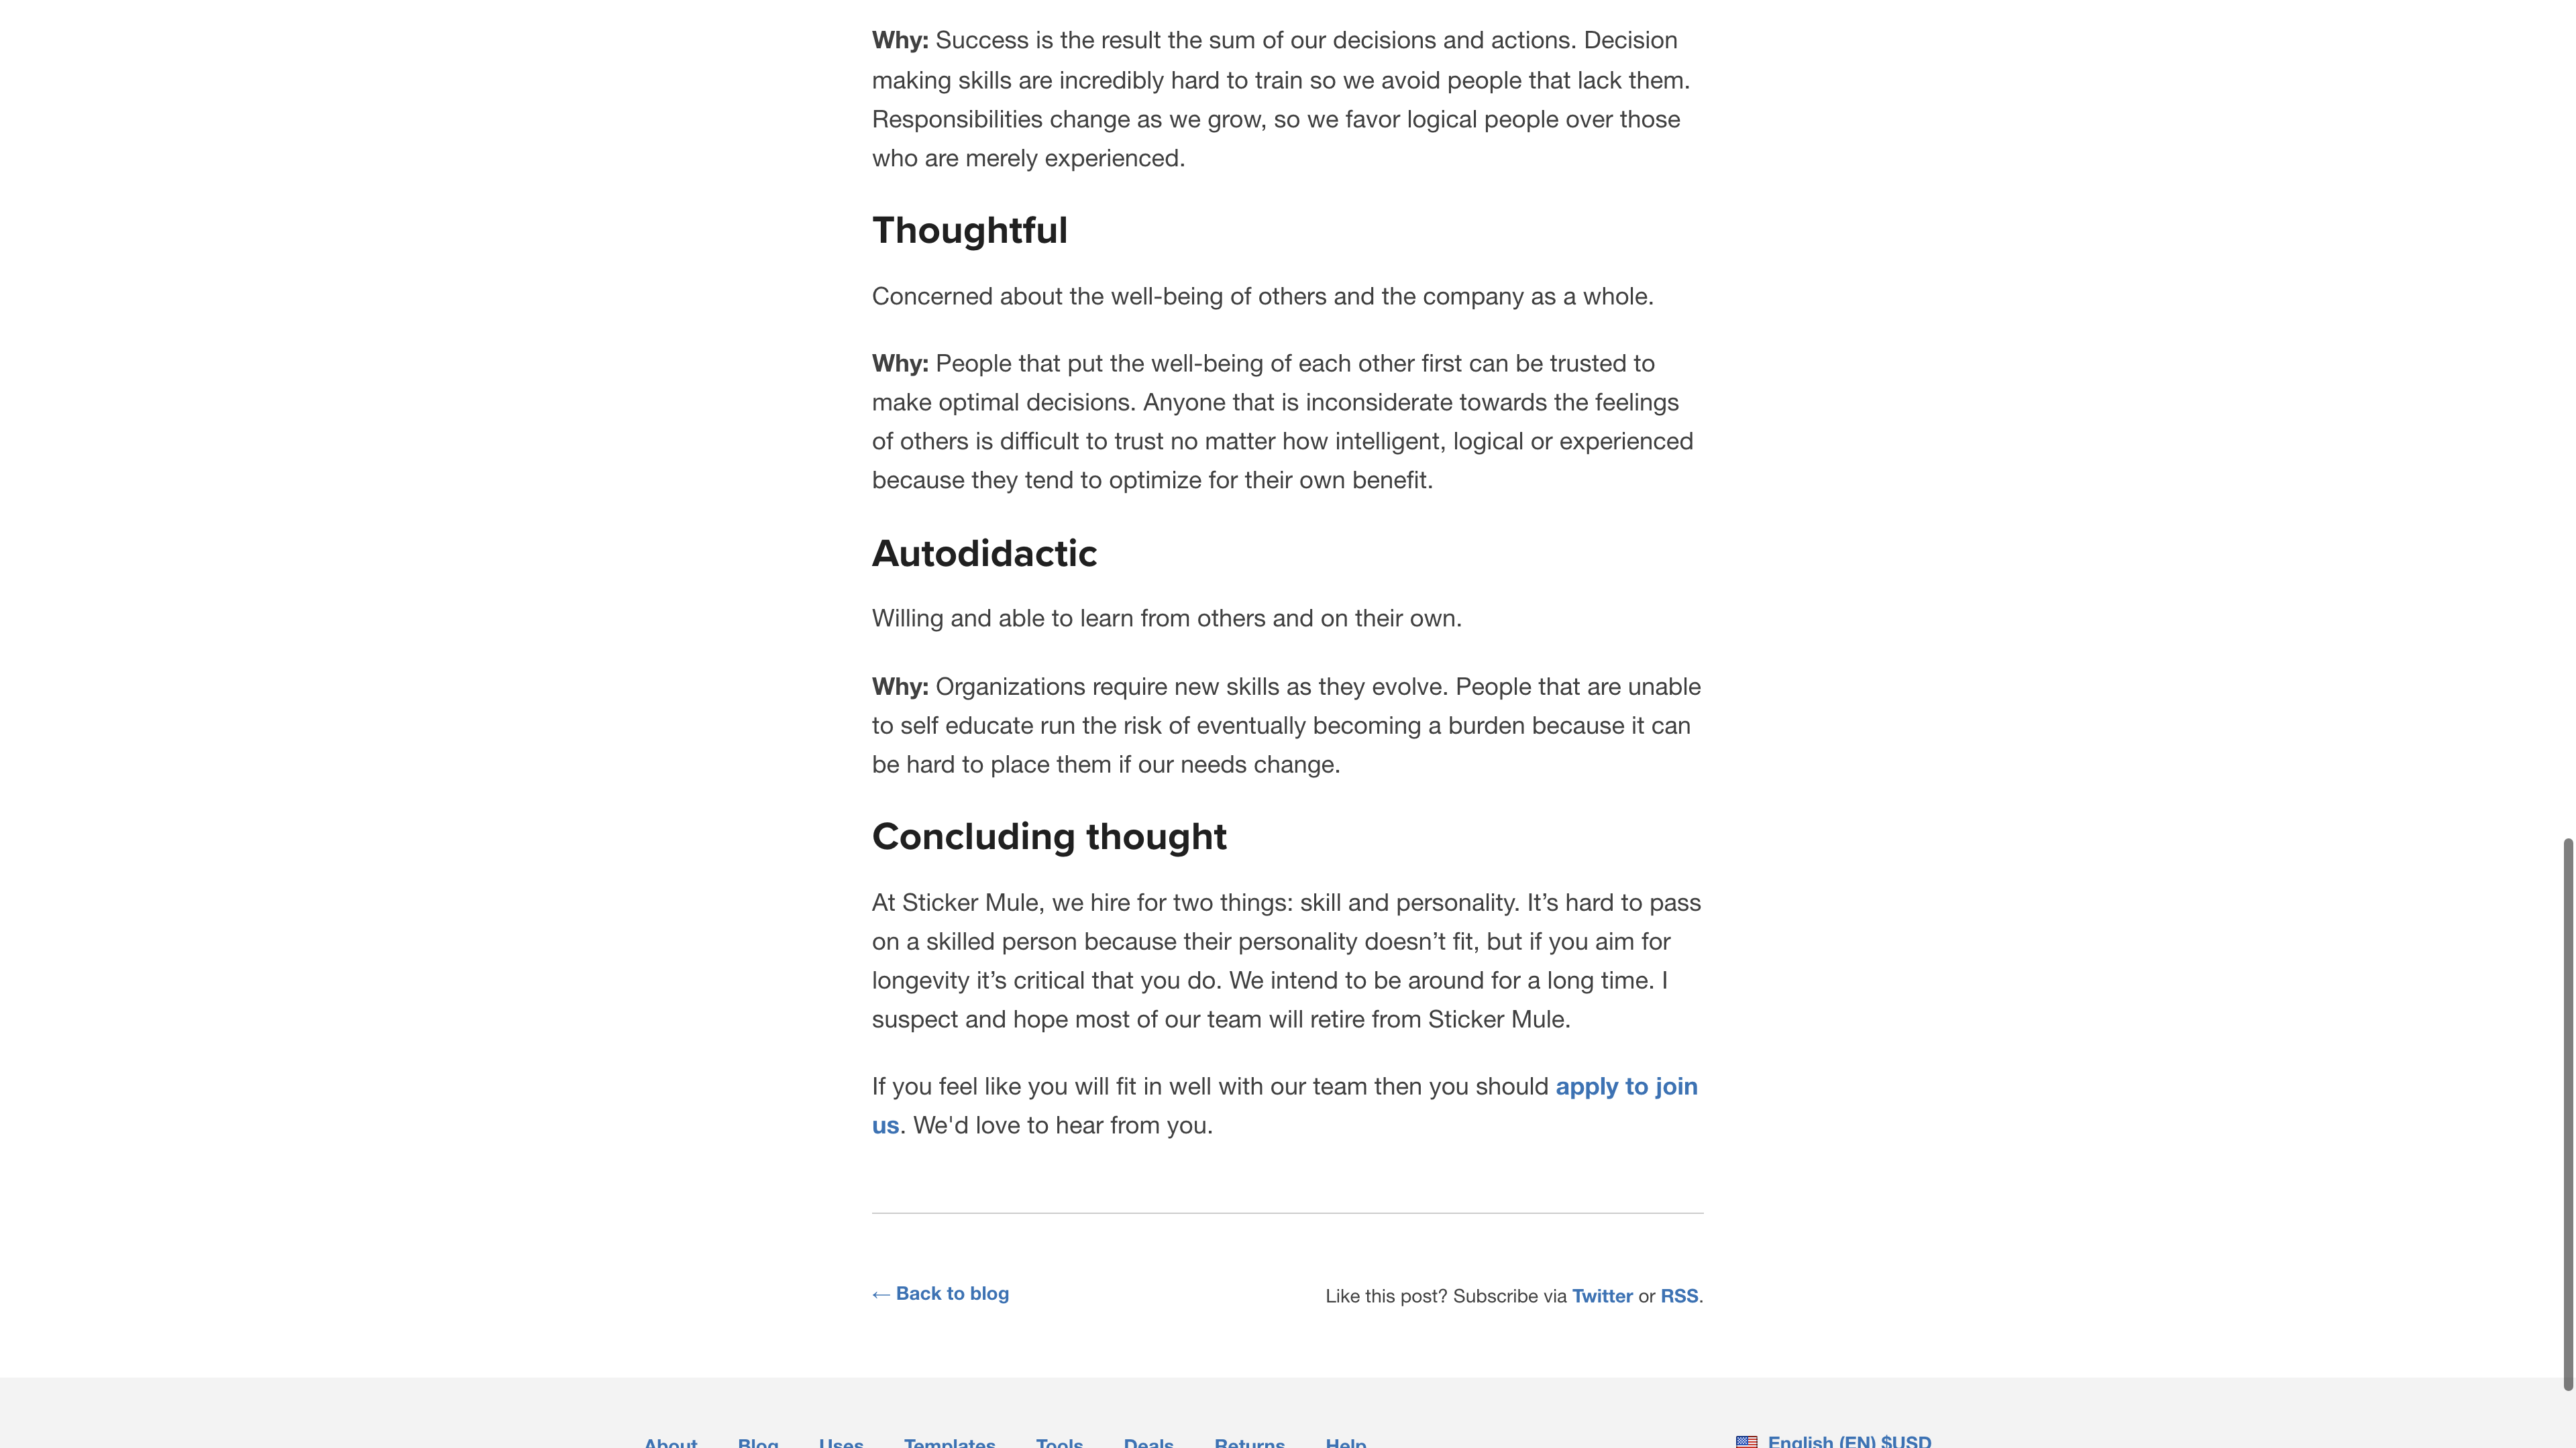 Why: Success is the result the sum of our decisions and actions. Decision
making skills are incredibly hard to train so we avoid people that lack them.
Responsibilities change as we grow, so we favor logical people over those
who are merely experienced.
Thoughtful
Concerned about the well-being of others and the company as a whole.
Why: People that put the well-being of each other first can be trusted to
make optimal decisions. Anyone that is inconsiderate towards the feelings
of others is difficult to trust no matter how intelligent, logical or experienced
because they tend to optimize for their own benefit.
Autodidactic
Willing and able to learn from others and on their own.
Why: Organizations require new skills as they evolve. People that are unable
to self educate run the risk of eventually becoming a burden because it can
be hard to place them if our needs change.
Concluding thought
At Sticker Mule, we hire for two things: skill and personality. It’s hard to pass
on a skilled person because their personality doesn’t fit, but if you aim for
longevity it’s critical that you do. We intend to be around for a long time. I
suspect and hope most of our team will retire from Sticker Mule.
If you feel like you will fit in well with our team then you should apply to join
us. We'd love to hear from you.
← Back to blog
Like this post? Subscribe via Twitter or RSS.
About Blog Uses Templates Tools Deals Returns Help
English (EN) $USD